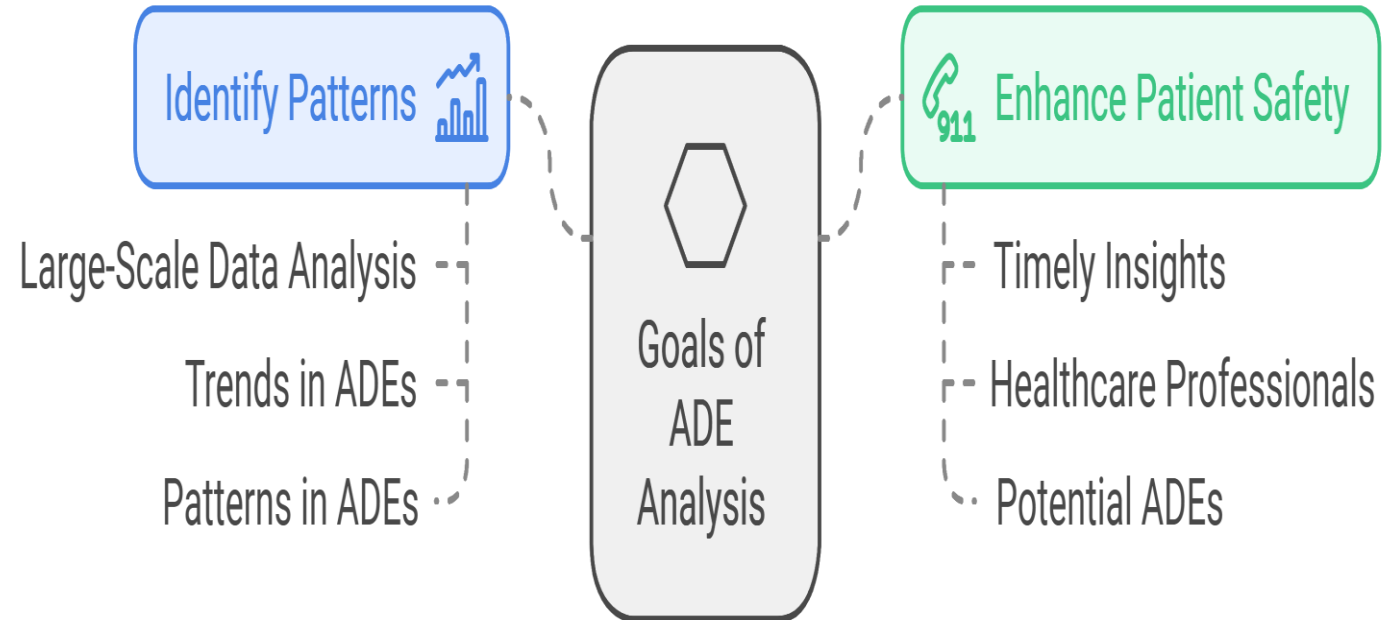 Identify Patterns
Large-Scale Data Analysis
Trends in ADEs
Patterns in ADEs
Goals of
ADE
Analysis
911
Enhance Patient Safety
Timely Insights
Healthcare Professionals
Potential ADEs